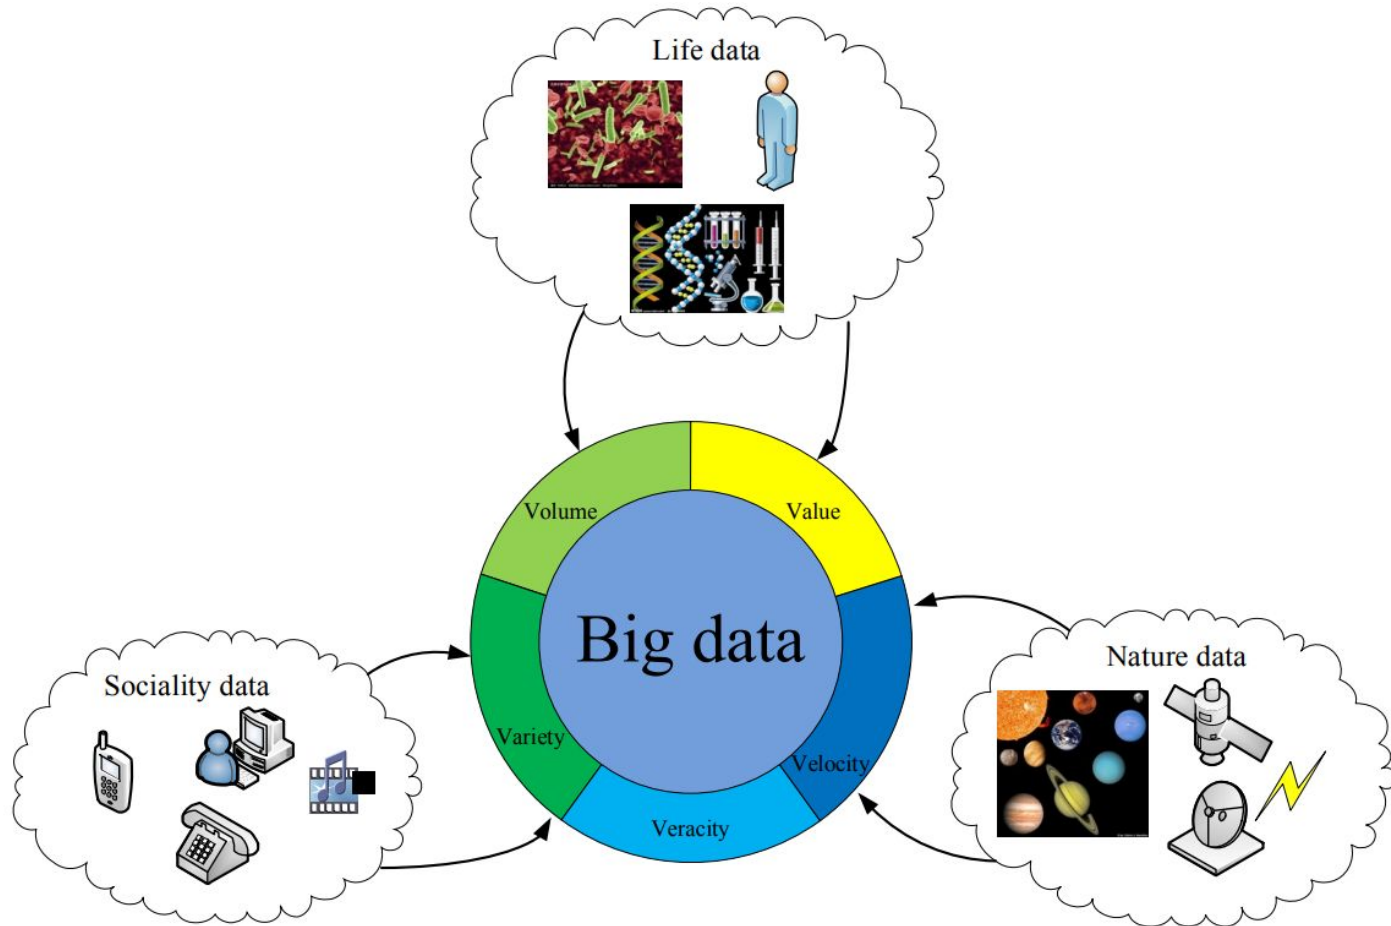 Life data
Volume
Value
Big data
Sociality data
Nature data
Variety
Velocity
Veracity